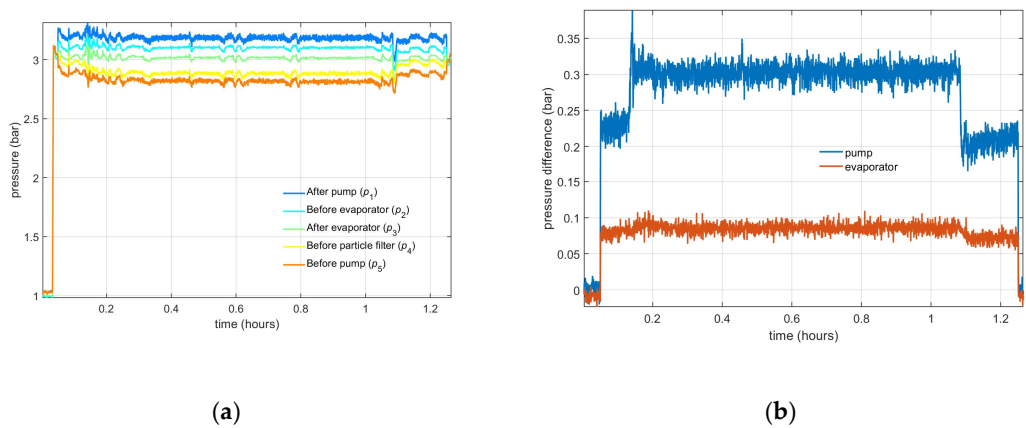 3
2.5
2
1.5
1
pressure (bar)
After pump (p1)
Before evaporator (p2)
After evaporator (p3)
Before particle filter (p4)
Before pump (p5)
0.2 0.4 0.6 0.8 1 1.2
time (hours)
(a)
0.35
0.3
0.25
0.2
0.15
0.1
0.05
0
pressure difference (bar)
pump
evaporator
0.2 0.4 0.6 0.8 1 1.2
time (hours)
(b)